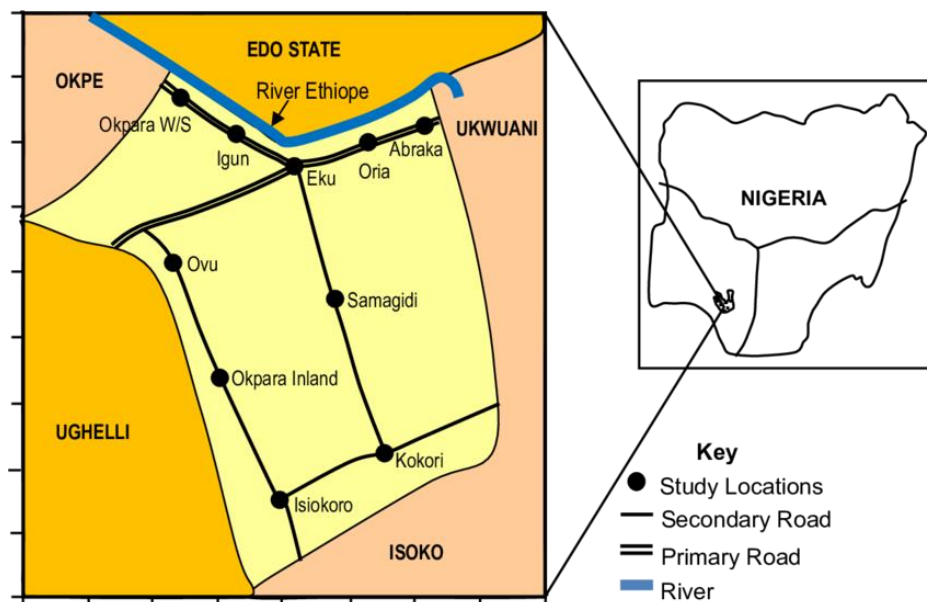 EDO STATE
OKPE
River Ethiope
Okpara W/S
UKWUANI
Igun
Abraka
Oria
Eku
Ovu
Samagidi
Okpara Inland
UGHELLI
Kokori
Isiokoro
ISOKO
NIGERIA
Key
Study Locations
Secondary Road
Primary Road
River